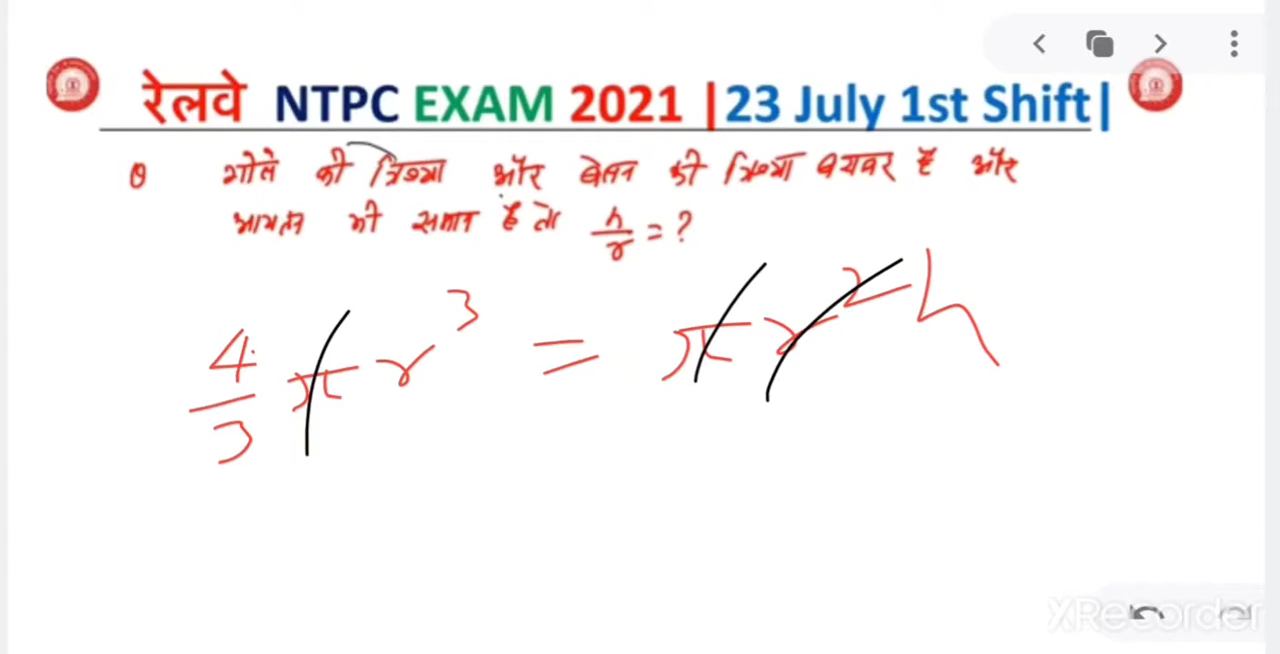 रेलवे NTPC EXAM 2021 |23 July 1st Shift|
Q गोले की त्रिज्या और बेलन की त्रिज्या बराबर है और
आयतन भी समान है तो h/r = ?
4/3 πr³ = πr²h
XRecorder